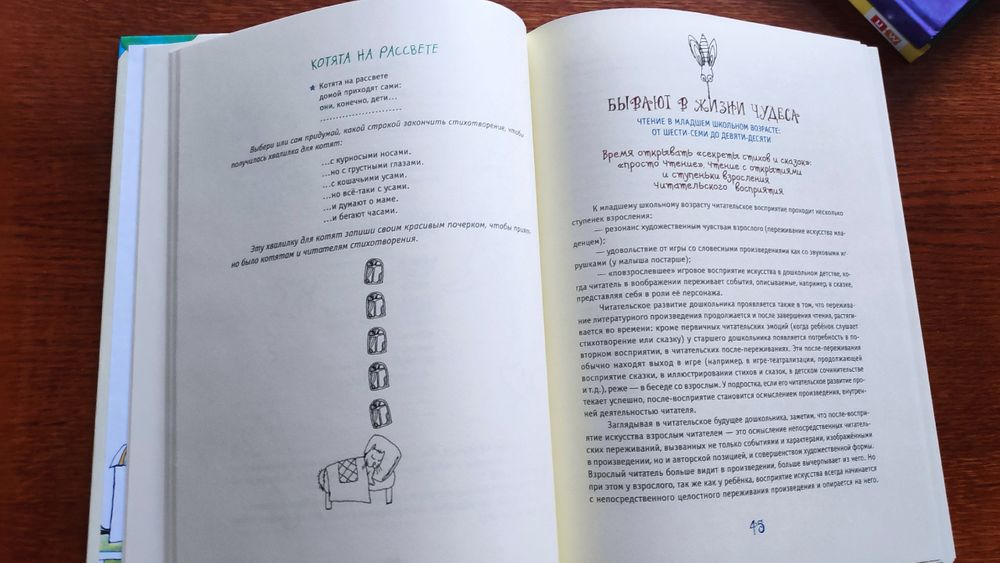 КОТЯТА НА РАССВЕТЕ
Котята на рассвете
домой приходят сами:
они, конечно, дети...
........................
Выбери или сам придумай, какой строкой закончить стихотворение, чтобы
получилась хвалилка для котят:
...с курносыми носами.
...но с грустными глазами.
...с кошачьими усами.
...но всё-таки с усами.
...и думают о маме.
...и бегают часами.
Эту хвалилку для котят запиши своим красивым почерком, чтобы прият-
но было котятам и читателям стихотворения.
БЫВАЮТ В ЖИЗНИ ЧУДЕСА
ЧТЕНИЕ В МЛАДШЕМ ШКОЛЬНОМ ВОЗРАСТЕ:
ОТ ШЕСТИ-СЕМИ ДО ДЕВЯТИ-ДЕСЯТИ
Время открывать «секреты стихов и сказок»:
«просто чтение», чтение с открытиями
и ступеньки взросления
читательского восприятия
К младшему школьному возрасту читательское восприятие проходит несколько
ступенек взросления:
— резонанс художественным чувствам взрослого (переживание искусства мла-
денцем);
— удовольствие от игры со словесными произведениями как со звуковыми иг-
рушками (у малыша постарше);
— «повзрослевшее» игровое восприятие искусства в дошкольном детстве, ко-
гда читатель в воображении переживает события, описываемые, например, в сказке,
представляя себя в роли её персонажа.
Читательское развитие дошкольника проявляется также в том, что пережива-
ние литературного произведения продолжается и после завершения чтения, растяги-
вается во времени: кроме первичных читательских эмоций (когда ребёнок слушает
стихотворение или сказку) у старшего дошкольника появляется потребность в по-
вторном восприятии, в читательских после-переживаниях. Эти после-переживания
обычно находят выход в игре (например, в игре-театрализации, продолжающей
восприятие сказки, в иллюстрировании стихов и сказок, в детском сочинительстве
и т.д.), реже — в беседе со взрослым. У подростка, если его читательское развитие про-
текает успешно, после-восприятие становится осмыслением произведения, внутрен-
ней деятельностью читателя.
Заглядывая в читательское будущее дошкольника, заметим, что после-воспри-
ятие искусства взрослым читателем — это осмысление непосредственных читатель-
ских переживаний, вызванных не только событиями и характерами, изображёнными
в произведении, но и авторской позицией, и совершенством художественной формы.
Взрослый читатель больше видит в произведении, больше вычерпывает из него. Но
при этом у взрослого, так же как у ребёнка, восприятие искусства всегда начинается
с непосредственного целостного переживания произведения и опирается на него.
45